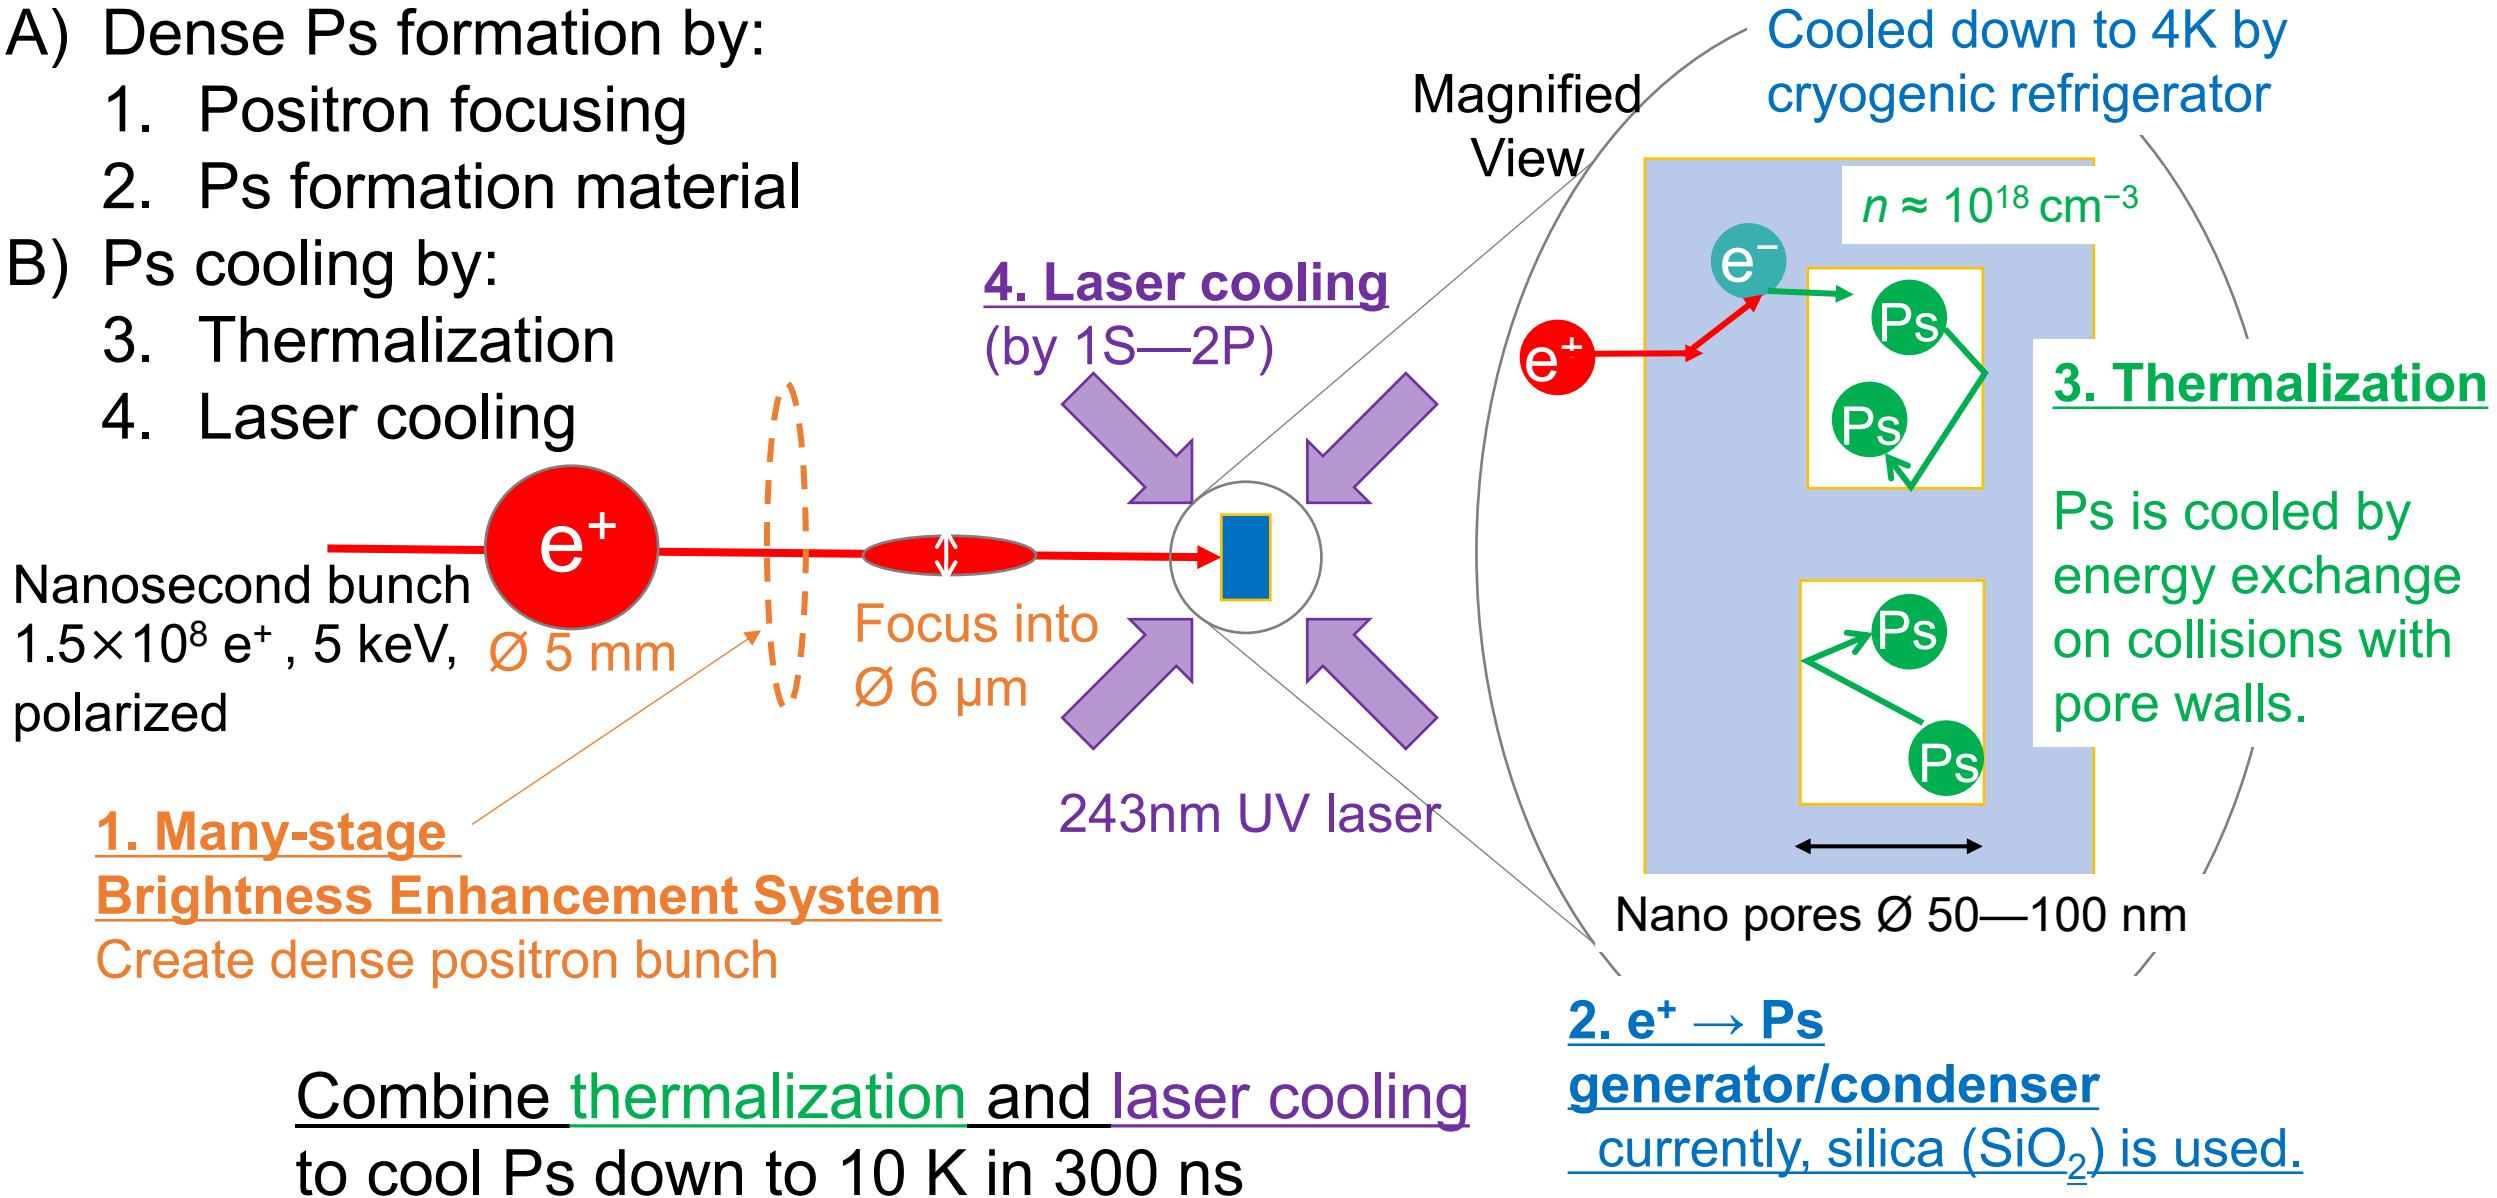 A) Dense Ps formation by:
1. Positron focusing
2. Ps formation material
B) Ps cooling by:
3. Thermalization
4. Laser cooling
Nanosecond bunch
1.5×10⁸ e⁺ , 5 keV,
polarized
e⁺
Ø 5 mm
Focus into
Ø 6 µm
1. Many-stage
Brightness Enhancement System
Create dense positron bunch
4. Laser cooling
(by 1S—2P)
243nm UV laser
Magnified
View
Cooled down to 4K by
cryogenic refrigerator
n ≈ 10¹⁸ cm⁻³
e⁻
e⁺
Ps
Ps
Ps
Ps
3. Thermalization
Ps is cooled by
energy exchange
on collisions with
pore walls.
Nano pores Ø 50—100 nm
2. e⁺ → Ps
generator/condenser
currently, silica (SiO₂) is used.
Combine thermalization and laser cooling
to cool Ps down to 10 K in 300 ns